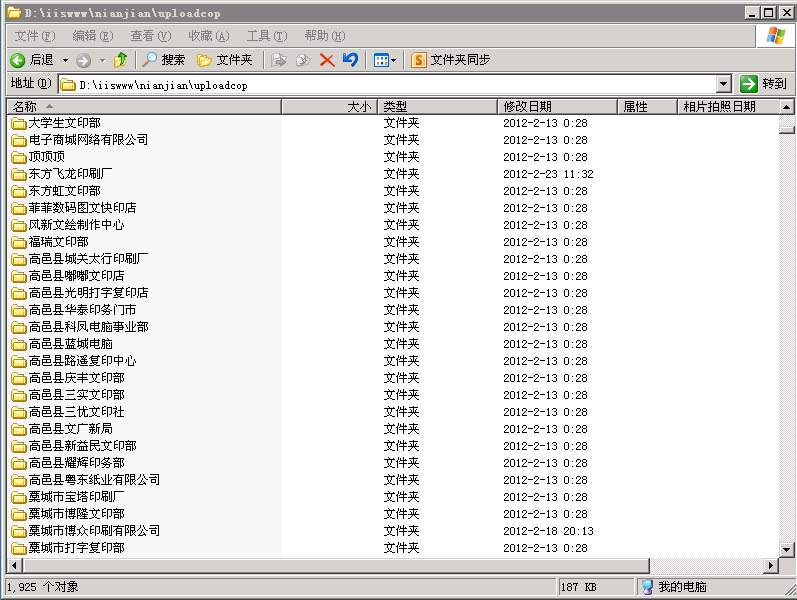 D:\iiswww\nianjian\uploadcop
文件(F) 编辑(E) 查看(V) 收藏(A) 工具(T) 帮助(H)
后退 搜索 文件夹 文件夹同步
地址(D) D:\iiswww\nianjian\uploadcop 转到
名称 大小 类型 修改日期 属性 相片拍照日期
大学生文印部 文件夹 2012-2-13 0:28
电子商城网络有限公司 文件夹 2012-2-13 0:28
顶顶顶 文件夹 2012-2-13 0:28
东方飞龙印刷厂 文件夹 2012-2-23 11:32
东方虹文印部 文件夹 2012-2-13 0:28
菲菲数码图文快印店 文件夹 2012-2-13 0:28
风新文绘制作中心 文件夹 2012-2-13 0:28
福瑞文印部 文件夹 2012-2-13 0:28
高邑县城关太行印刷厂 文件夹 2012-2-13 0:28
高邑县嘟嘟文印店 文件夹 2012-2-13 0:28
高邑县光明打字复印店 文件夹 2012-2-13 0:28
高邑县华泰印务门市 文件夹 2012-2-13 0:28
高邑县科凤电脑事业部 文件夹 2012-2-13 0:28
高邑县蓝城电脑 文件夹 2012-2-13 0:28
高邑县路遥复印中心 文件夹 2012-2-13 0:28
高邑县庆丰文印部 文件夹 2012-2-13 0:28
高邑县三实文印部 文件夹 2012-2-13 0:28
高邑县三忧文印社 文件夹 2012-2-13 0:28
高邑县文广新局 文件夹 2012-2-13 0:28
高邑县新益民文印部 文件夹 2012-2-13 0:28
高邑县耀辉印务部 文件夹 2012-2-13 0:28
高邑县粤东纸业有限公司 文件夹 2012-2-13 0:28
藁城市宝塔印刷厂 文件夹 2012-2-13 0:28
藁城市博隆文印部 文件夹 2012-2-13 0:28
藁城市博众印刷有限公司 文件夹 2012-2-18 20:13
藁城市打字复印部 文件夹 2012-2-13 0:28
1,925 个对象 187 KB 我的电脑